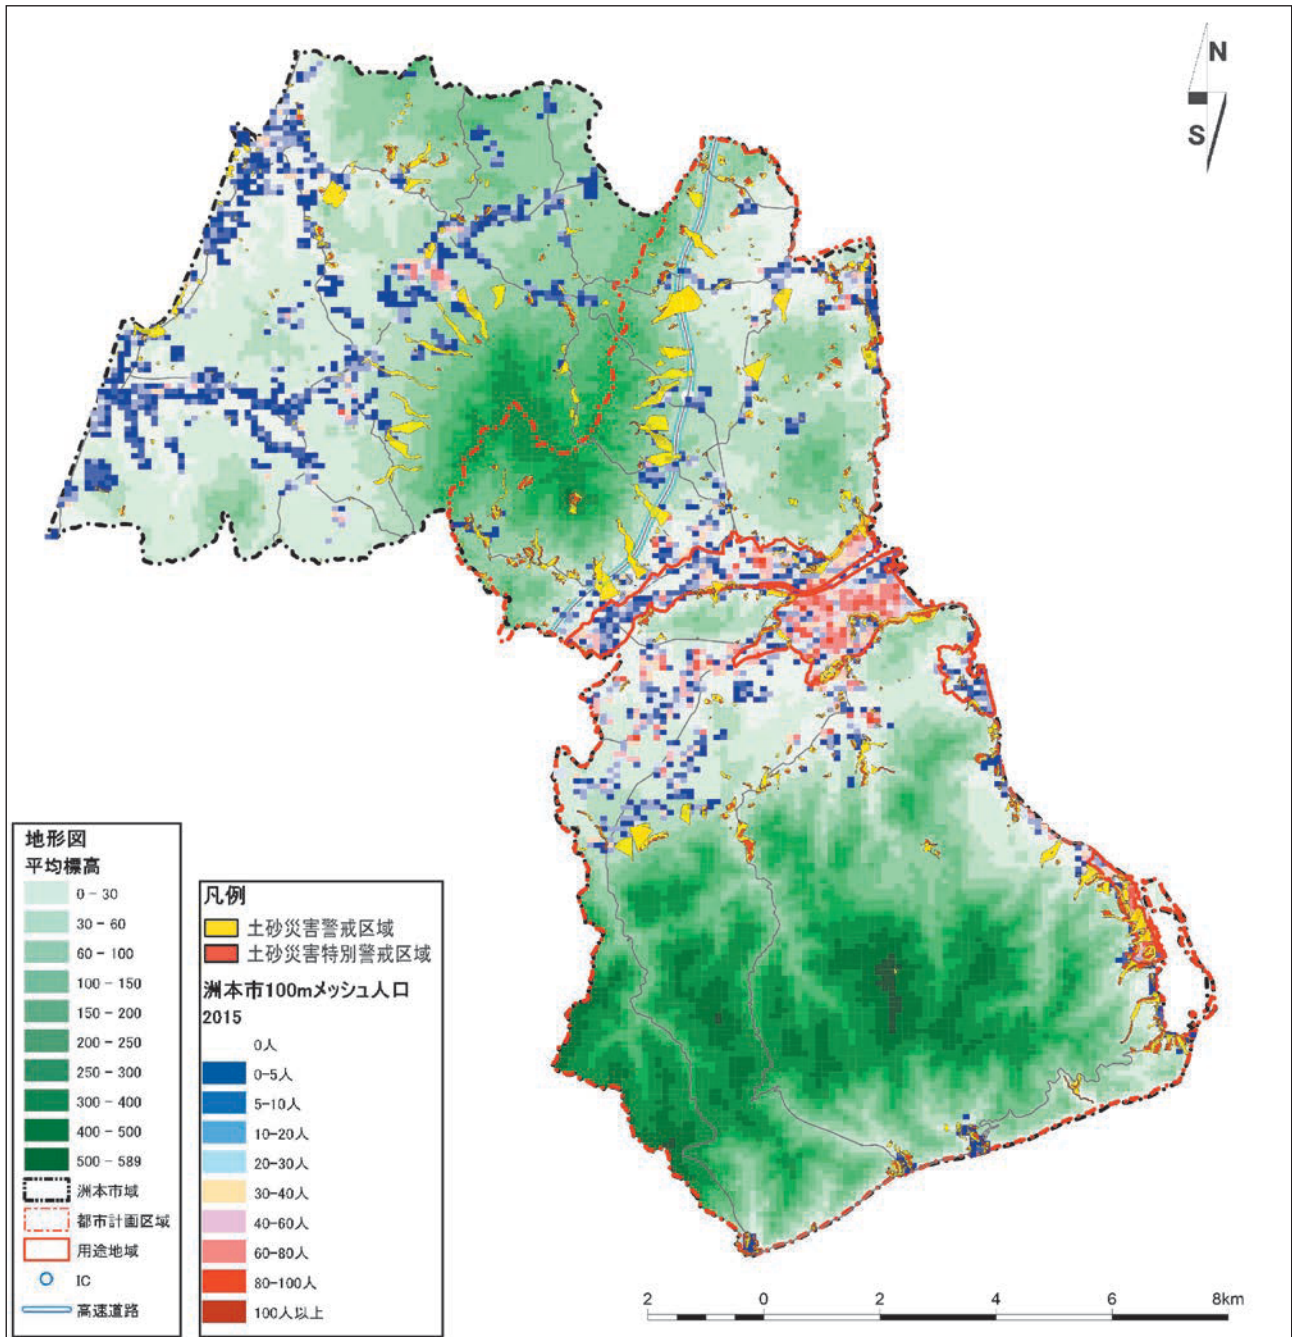 N
S
地形図
平均標高
0 - 30
30 - 60
60 - 100
100 - 150
150 - 200
200 - 250
250 - 300
300 - 400
400 - 500
500 - 589
洲本市域
都市計画区域
用途地域
IC
高速道路
凡例
土砂災害警戒区域
土砂災害特別警戒区域
洲本市100mメッシュ人口
2015
0人
0-5人
5-10人
10-20人
20-30人
30-40人
40-60人
60-80人
80-100人
100人以上
2 0 2 4 6 8km